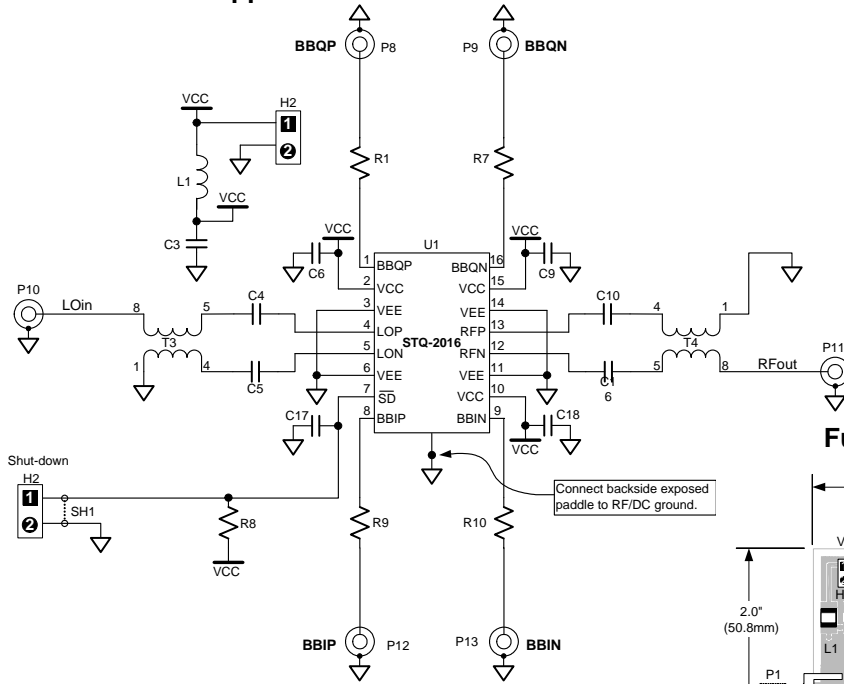 BBQP P8 P9 BBQN
VCC H2
1
2
R1 R7
L1
VCC
C3
VCC U1 VCC
C6 C9
1 BBQP BBQN 16
2 VCC VCC 15
3 VEE VEE 14
4 LOP RFP 13
STQ-2016
5 LON RFN 12
6 VEE VEE 11
7 SD VCC 10
8 BBIP BBIN 9
P10
LOin 8 5 C4
T3
1 4 C5
C10 4 1
T4
C1
6
5 8 RFout P11
C17 C18
VCC
Fu
Shut-down
H2
1
2
SH1
R8
VCC
R9 R10
Connect backside exposed
paddle to RF/DC ground.
BBIP P12 P13 BBIN
V
H
2.0"
(50.8mm)
L1
P1